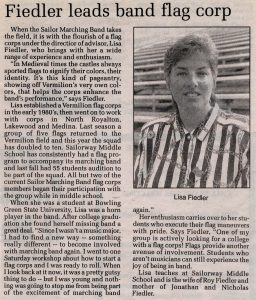 Fiedler leads band flag corp
When the Sailor Marching Band takes
the field, it is with the flourish of a flag
corps under the director of advisor, Lisa
Fiedler, who brings with her a wide
range of experience and enthusiasm.
"In Medieval times the castles always
sported flags to signify their colors, their
identity. It is this kind of pageantry,
showing off Vermilion's very own col-
ors, that helps the corps enhance the
band's performance," says Fiedler.
Lisa established a Vermilion flag corps
in the early 1980's, then went on to work
with corps in North Royalton,
Lakewood and Medina. Last season a
group of five flags returned to the
Vermilion field and this year the squad
has doubled to ten. Sailorway Middle
School has consistently had a flag pro-
gram to accompany its marching band
and last fall had 35 students audition to
be part of the squad. All but two of the
current Sailor Marching Band flag corps
members began their participation with
the group while in middle school.
When she was a student at Bowling
Green State University, Lisa was a horn
player in the band. After college gradu-
ation she found herself missing band a
great deal. "Since I wasn't a music major,
I had to find a new way — something
really different — to become involved
with marching band again. I went to one
Saturday workshop about how to start a
flag corps and I was ready to roll. When
I look back at it now, it was a pretty gutsy
thing to do — but I was young and noth-
ing was going to stop me from being part
of the excitement of marching band
Lisa Fiedler
again."
Her enthusiasm carries over to her stu-
dents who execute their flag maneuvers
with pride. Says Fiedler, "One of my
group is actively looking for a college
with a flag corps! Flags provide another
avenue of involvement. Students who
aren't musicians can still experience the
joy of being in band.
Lisa teaches at Sailorway Middle
School and is the wife of Roy Fiedler and
mother of Jonathan and Nicholas
Fiedler.